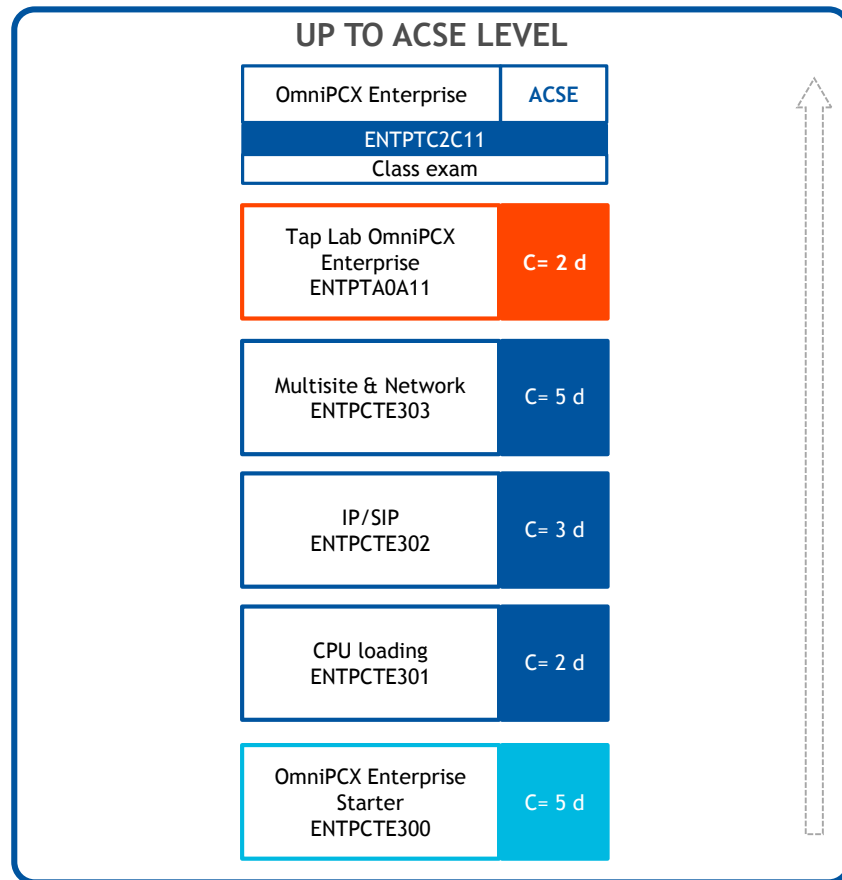 UP TO ACSE LEVEL
OmniPCX Enterprise
ACSE
ENTPTC2C11
Class exam
Tap Lab OmniPCX
Enterprise
ENTPTA0A11
C= 2 d
Multisite & Network
ENTPCTE303
C= 5 d
IP/SIP
ENTPCTE302
C= 3 d
CPU loading
ENTPCTE301
C= 2 d
OmniPCX Enterprise
Starter
ENTPCTE300
C= 5 d